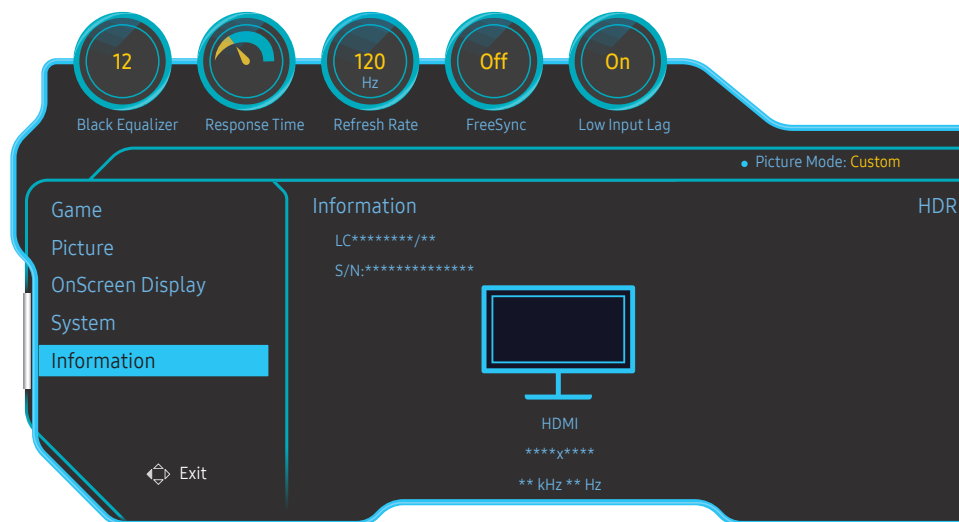 12
120
Hz
Off
On
Black Equalizer
Response Time
Refresh Rate
FreeSync
Low Input Lag
Picture Mode: Custom
Game
Picture
OnScreen Display
System
Information
Information
HDR
LC********/**
S/N:**************
HDMI
****x****
** kHz ** Hz
Exit